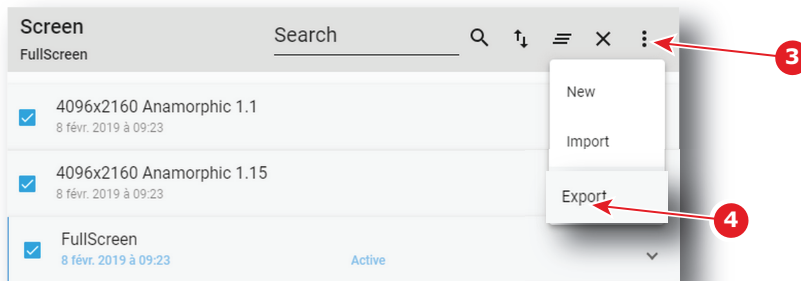 Screen
FullScreen
Search
3
New
Import
Export
4
4096x2160 Anamorphic 1.1
8 févr. 2019 à 09:23
4096x2160 Anamorphic 1.15
8 févr. 2019 à 09:23
FullScreen
8 févr. 2019 à 09:23 Active